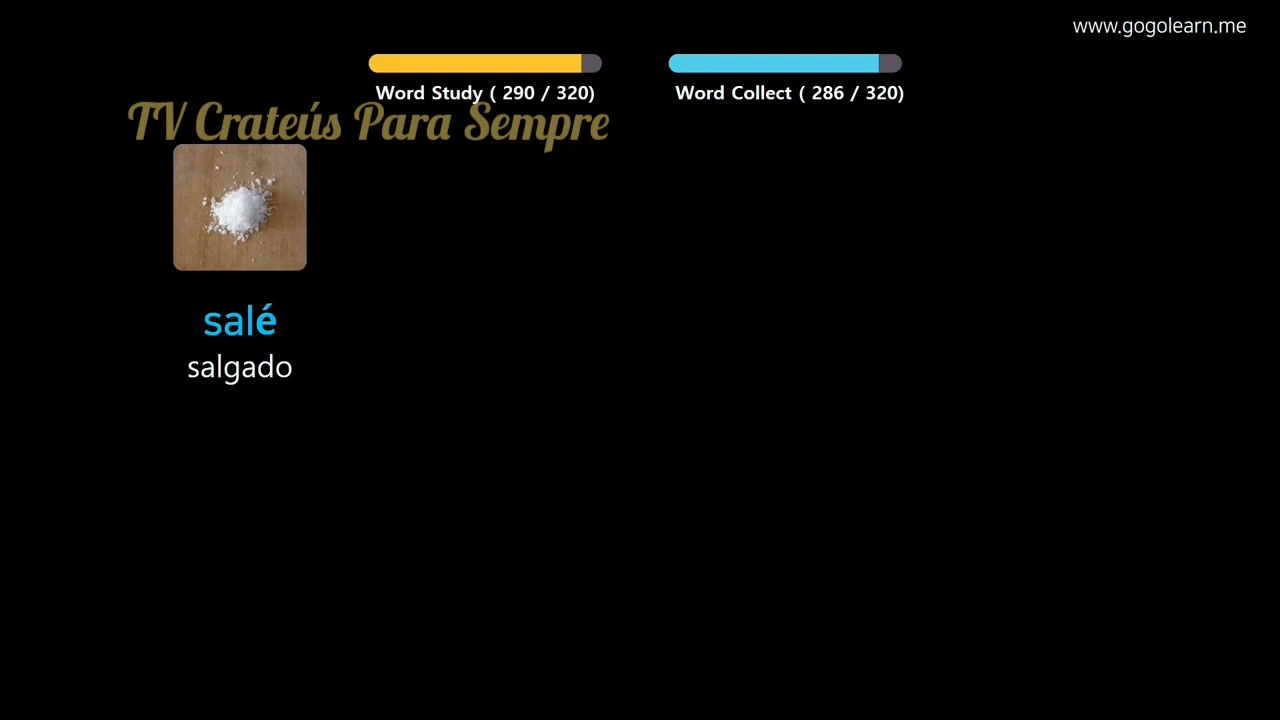 www.gogolearn.me
Word Study ( 290 / 320)
Word Collect ( 286 / 320)
TV Crateús Para Sempre
salé
salgado